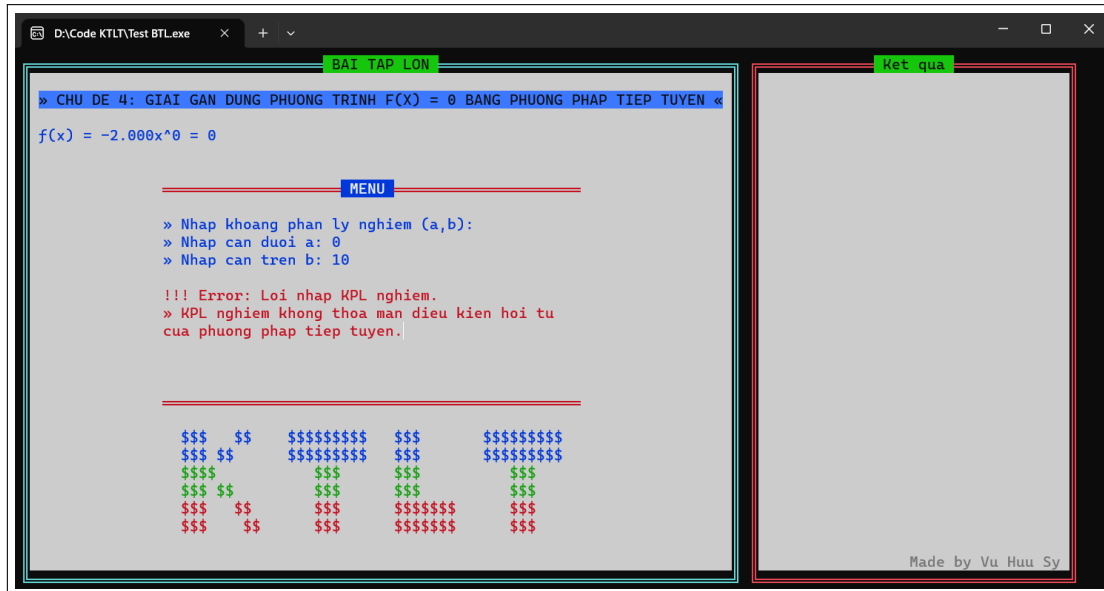 D:\Code KTLT\Test BTL.exe
BAI TAP LON
» CHU DE 4: GIAI GAN DUNG PHUONG TRINH F(X) = 0 BANG PHUONG PHAP TIEP TUYEN «
ƒ(x) = -2.000x^0 = 0
MENU
» Nhap khoang phan ly nghiem (a,b):
» Nhap can duoi a: 0
» Nhap can tren b: 10
!!! Error: Loi nhap KPL nghiem.
» KPL nghiem khong thoa man dieu kien hoi tu
cua phuong phap tiep tuyen.
$$$   $$    $$$$$$$$$   $$$       $$$$$$$$$
$$$ $$      $$$$$$$$$   $$$       $$$$$$$$$
$$$$           $$$      $$$          $$$
$$$ $$         $$$      $$$          $$$
$$$   $$       $$$      $$$$$$$      $$$
$$$    $$      $$$      $$$$$$$      $$$
Ket qua
Made by Vu Huu Sy